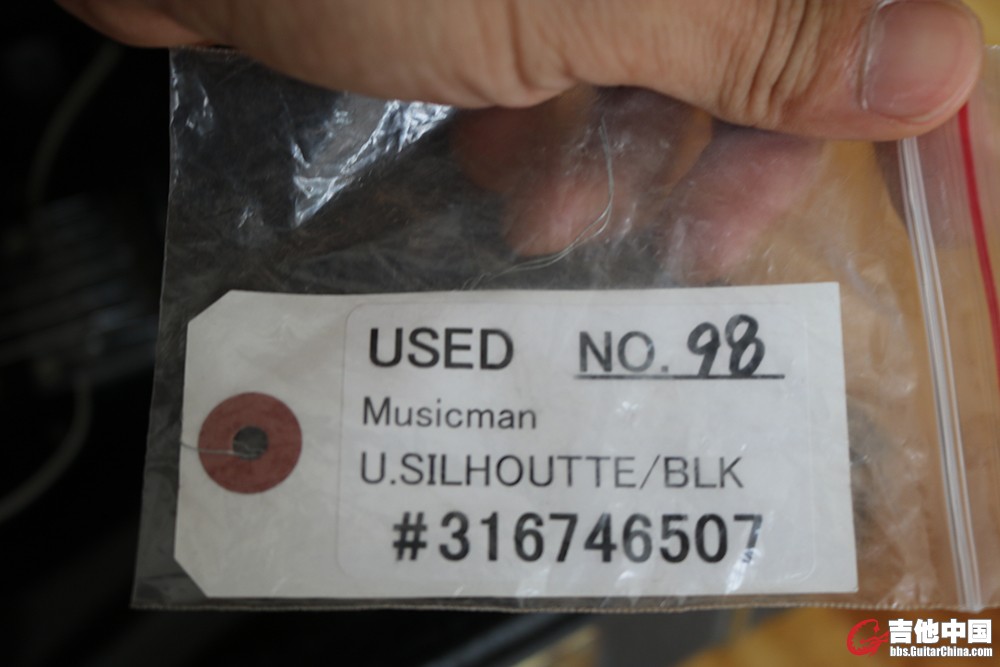 USED NO. 98
Musicman
U.SILHOUTTE/BLK
#316746507
吉他中国
bbs.GuitarChina.com